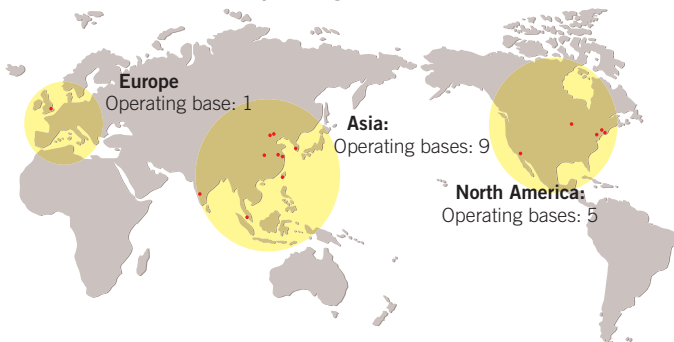 Europe
Operating base: 1
Asia:
Operating bases: 9
North America:
Operating bases: 5